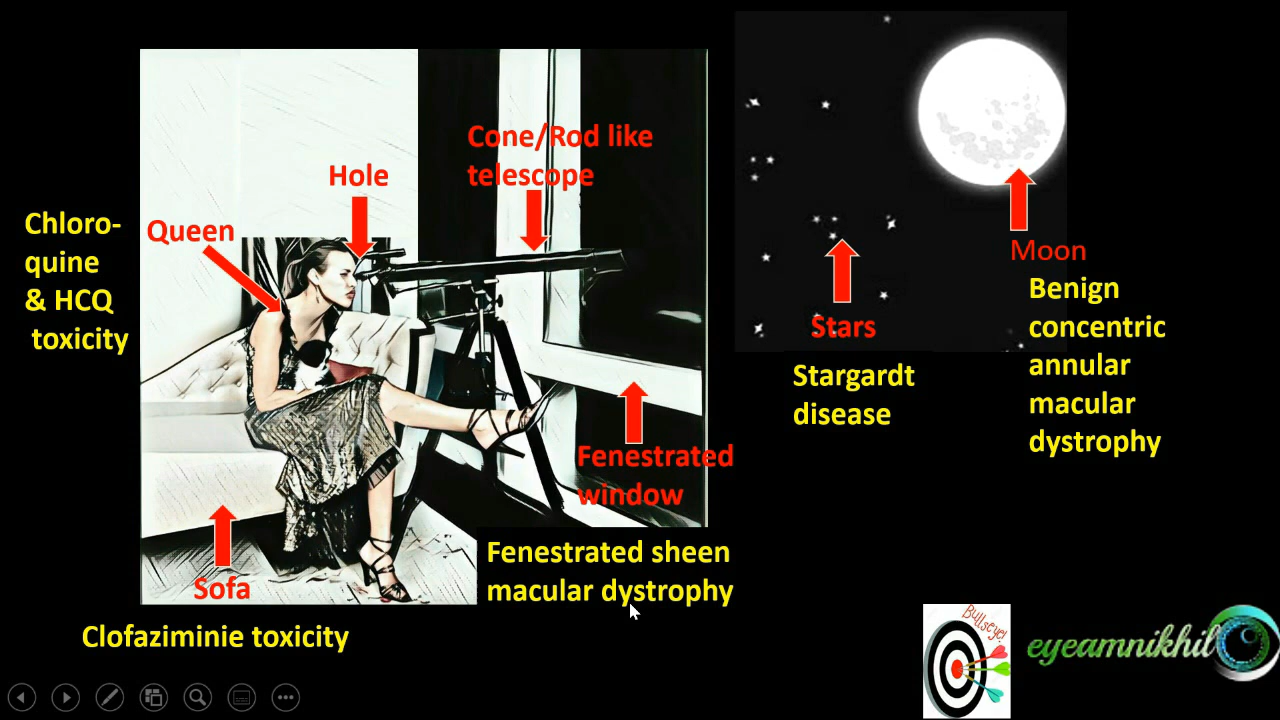 Cone/Rod like
telescope
Hole
Queen
Chloro-
quine
& HCQ
toxicity
Moon
Benign
concentric
annular
macular
dystrophy
Stars
Stargardt
disease
Fenestrated
window
Fenestrated sheen
macular dystrophy
Sofa
Clofaziminie toxicity
Bullseye!
eyeamnikhil